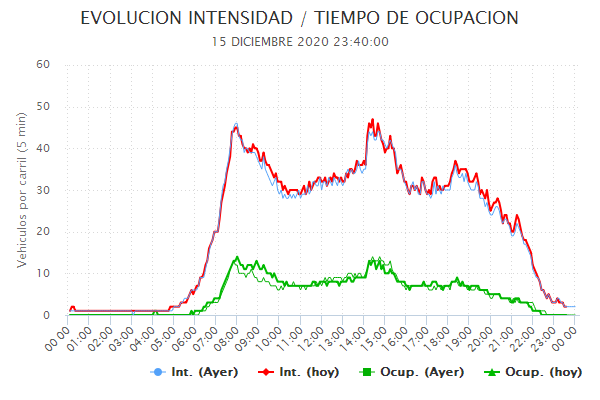 EVOLUCION INTENSIDAD / TIEMPO DE OCUPACION
15 DICIEMBRE 2020 23:40:00
Vehiculos por carril (5 min)
60
50
40
30
20
10
0
00:00 01:00 02:00 03:00 04:00 05:00 06:00 07:00 08:00 09:00 10:00 11:00 12:00 13:00 14:00 15:00 16:00 17:00 18:00 19:00 20:00 21:00 22:00 23:00 00:00
Int. (Ayer) Int. (hoy) Ocup. (Ayer) Ocup. (hoy)